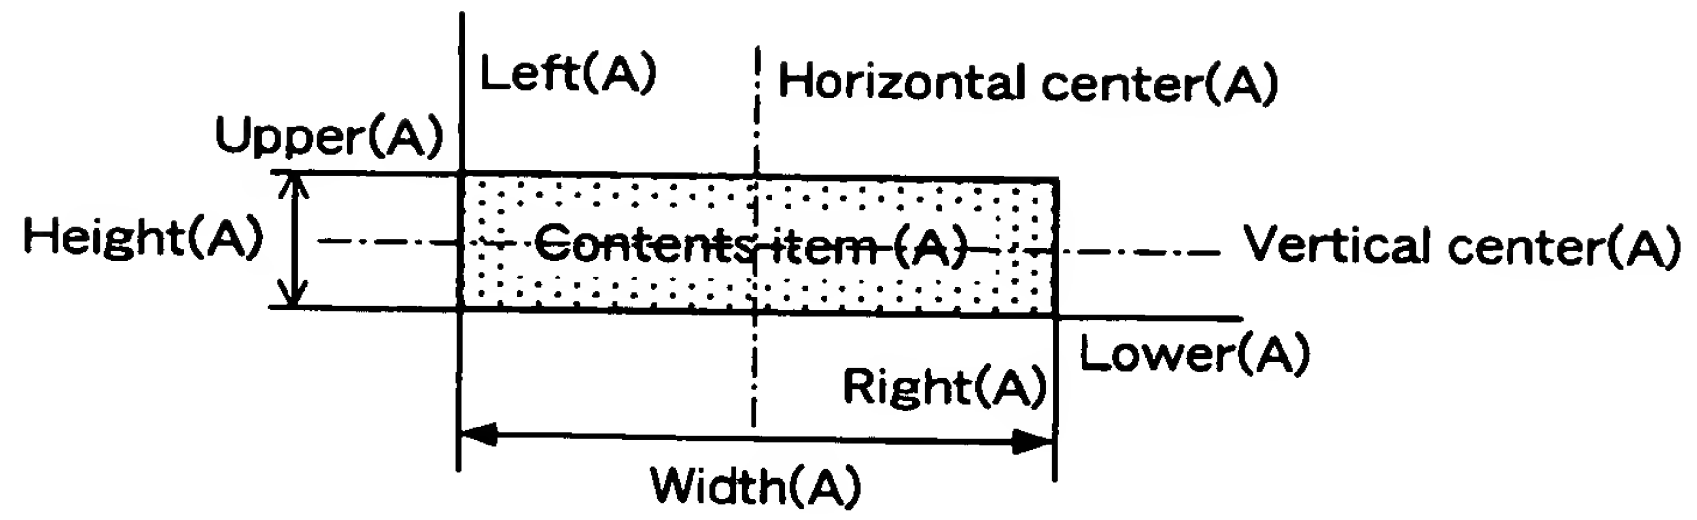 Left(A)
Horizontal center(A)
Upper(A)
Height(A)
Contents item (A)
Vertical center(A)
Lower(A)
Right(A)
Width(A)